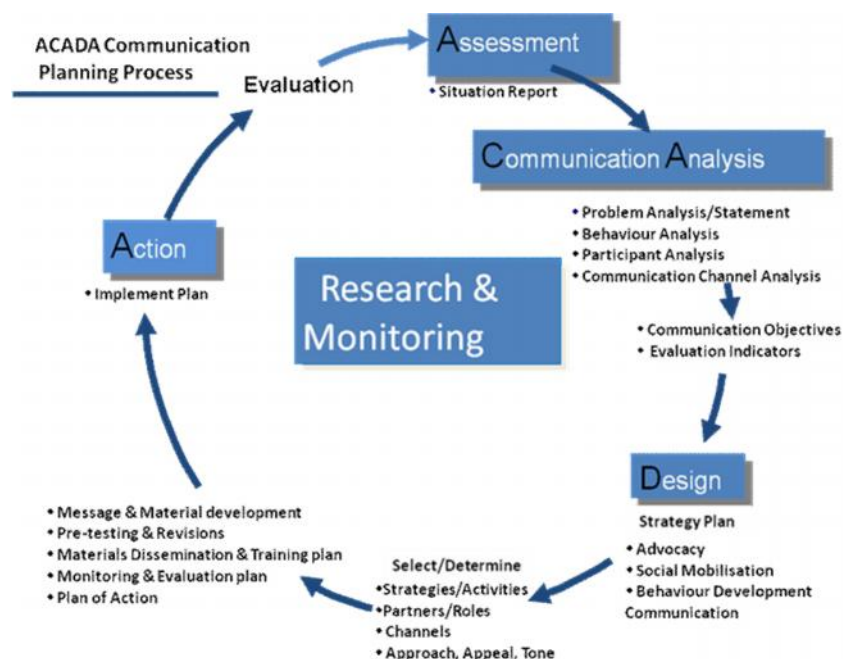 ACADA Communication
Planning Process
Evaluation
Assessment
◆ Situation Report
Communication Analysis
◆ Problem Analysis/Statement
◆ Behaviour Analysis
◆ Participant Analysis
◆ Communication Channel Analysis
◆ Communication Objectives
◆ Evaluation Indicators
Design
Strategy Plan
◆ Advocacy
◆ Social Mobilisation
◆ Behaviour Development
Communication
Select/Determine
◆ Strategies/Activities
◆ Partners/Roles
◆ Channels
◆ Approach, Appeal, Tone
◆ Message & Material development
◆ Pre-testing & Revisions
◆ Materials Dissemination & Training plan
◆ Monitoring & Evaluation plan
◆ Plan of Action
Action
◆ Implement Plan
Research &
Monitoring